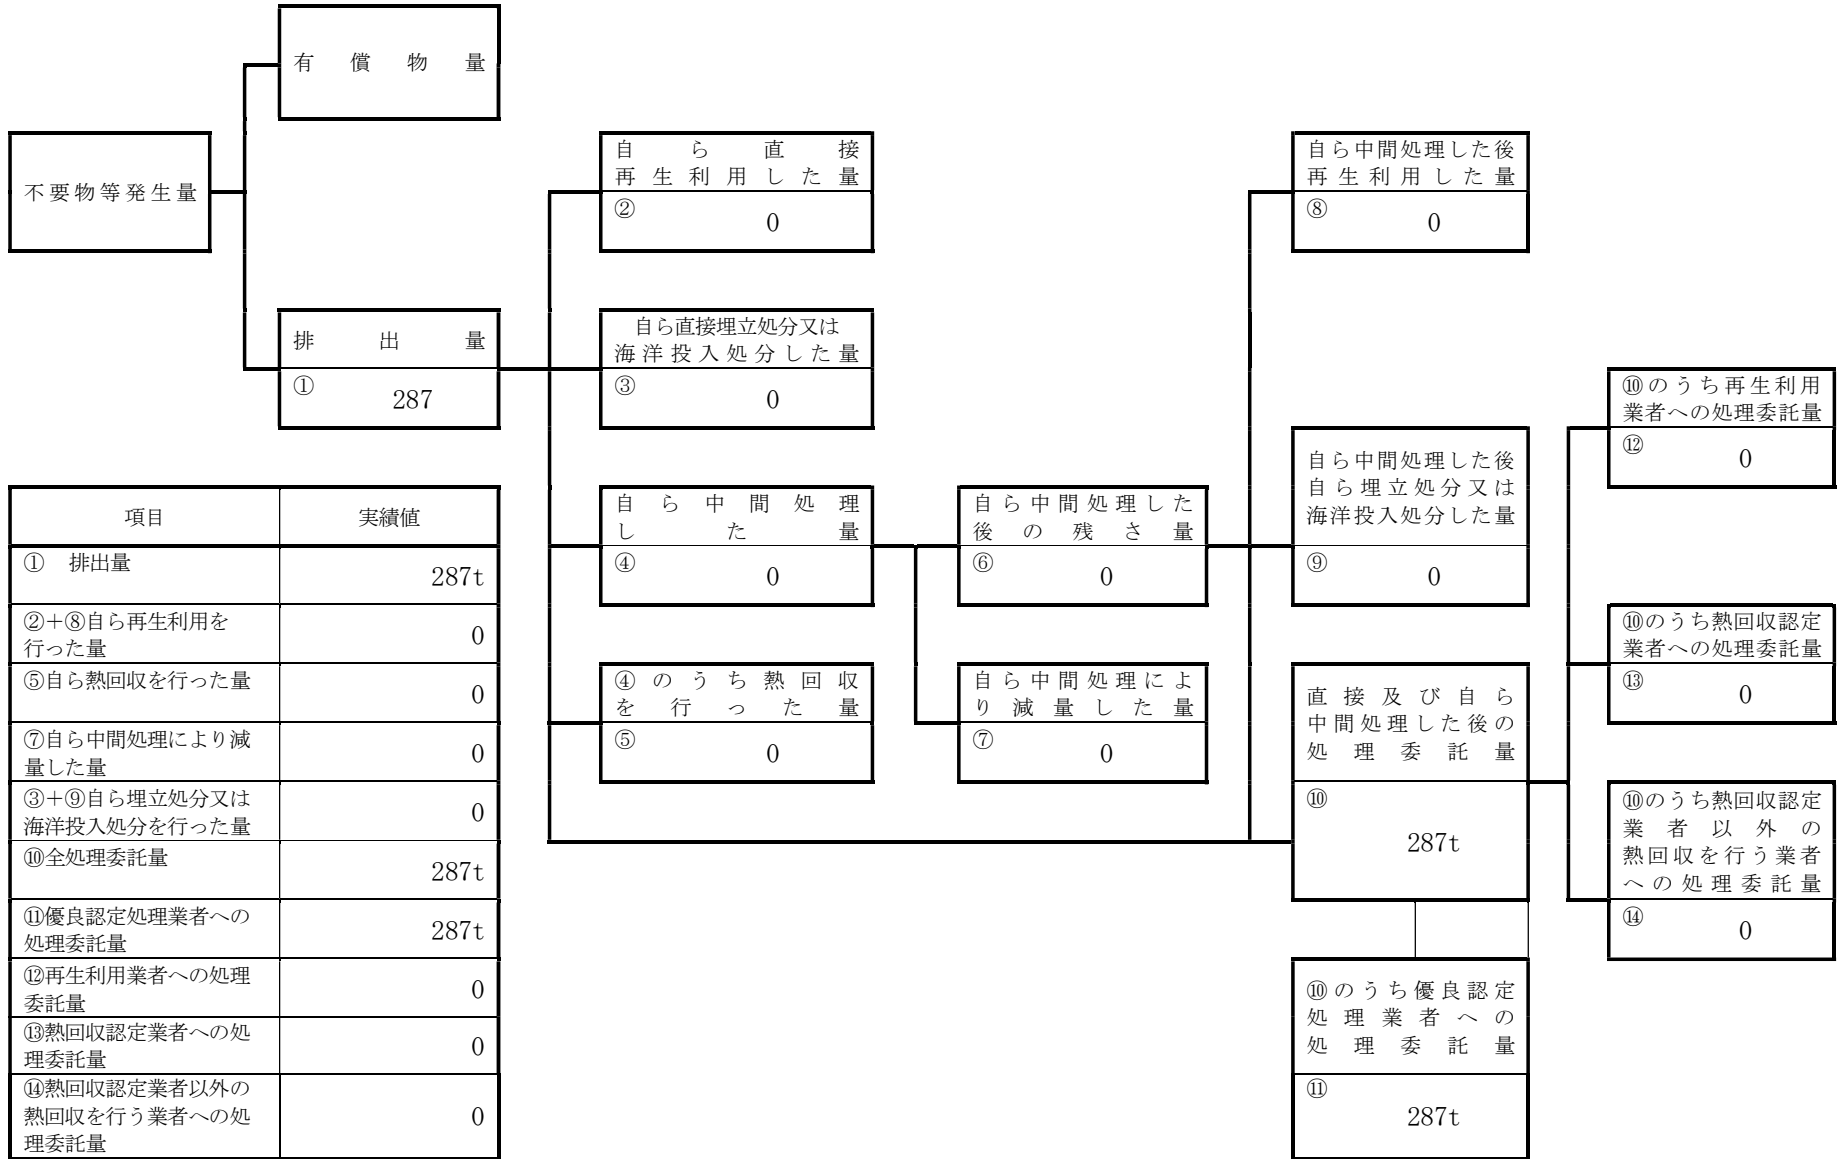 有償物量
不要物等発生量
自ら直接
再生利用した量
② 0
自ら中間処理した後
再生利用した量
⑧ 0
排出量
① 287
自ら直接埋立処分又は
海洋投入処分した量
③ 0
⑩のうち再生利用
業者への処理委託量
⑫ 0
自ら中間処理した後
自ら埋立処分又は
海洋投入処分した量
⑨ 0
自ら中間処理
した量
④ 0
自ら中間処理した
後の残さ量
⑥ 0
⑩のうち熱回収認定
業者への処理委託量
⑬ 0
④のうち熱回収
を行った量
⑤ 0
自ら中間処理によ
り減量した量
⑦ 0
直接及び自ら
中間処理した後の
処理委託量
⑩
287t
⑩のうち熱回収認定
業者以外の
熱回収を行う業者
への処理委託量
⑭ 0
⑩のうち優良認定
処理業者への
処理委託量
⑪
287t
項目 実績値
① 排出量 287t
②+⑧自ら再生利用を
行った量 0
⑤自ら熱回収を行った量 0
⑦自ら中間処理により減
量した量 0
③+⑨自ら埋立処分又は
海洋投入処分を行った量 0
⑩全処理委託量 287t
⑪優良認定処理業者への
処理委託量 287t
⑫再生利用業者への処理
委託量 0
⑬熱回収認定業者への処
理委託量 0
⑭熱回収認定業者以外の
熱回収を行う業者への処
理委託量 0